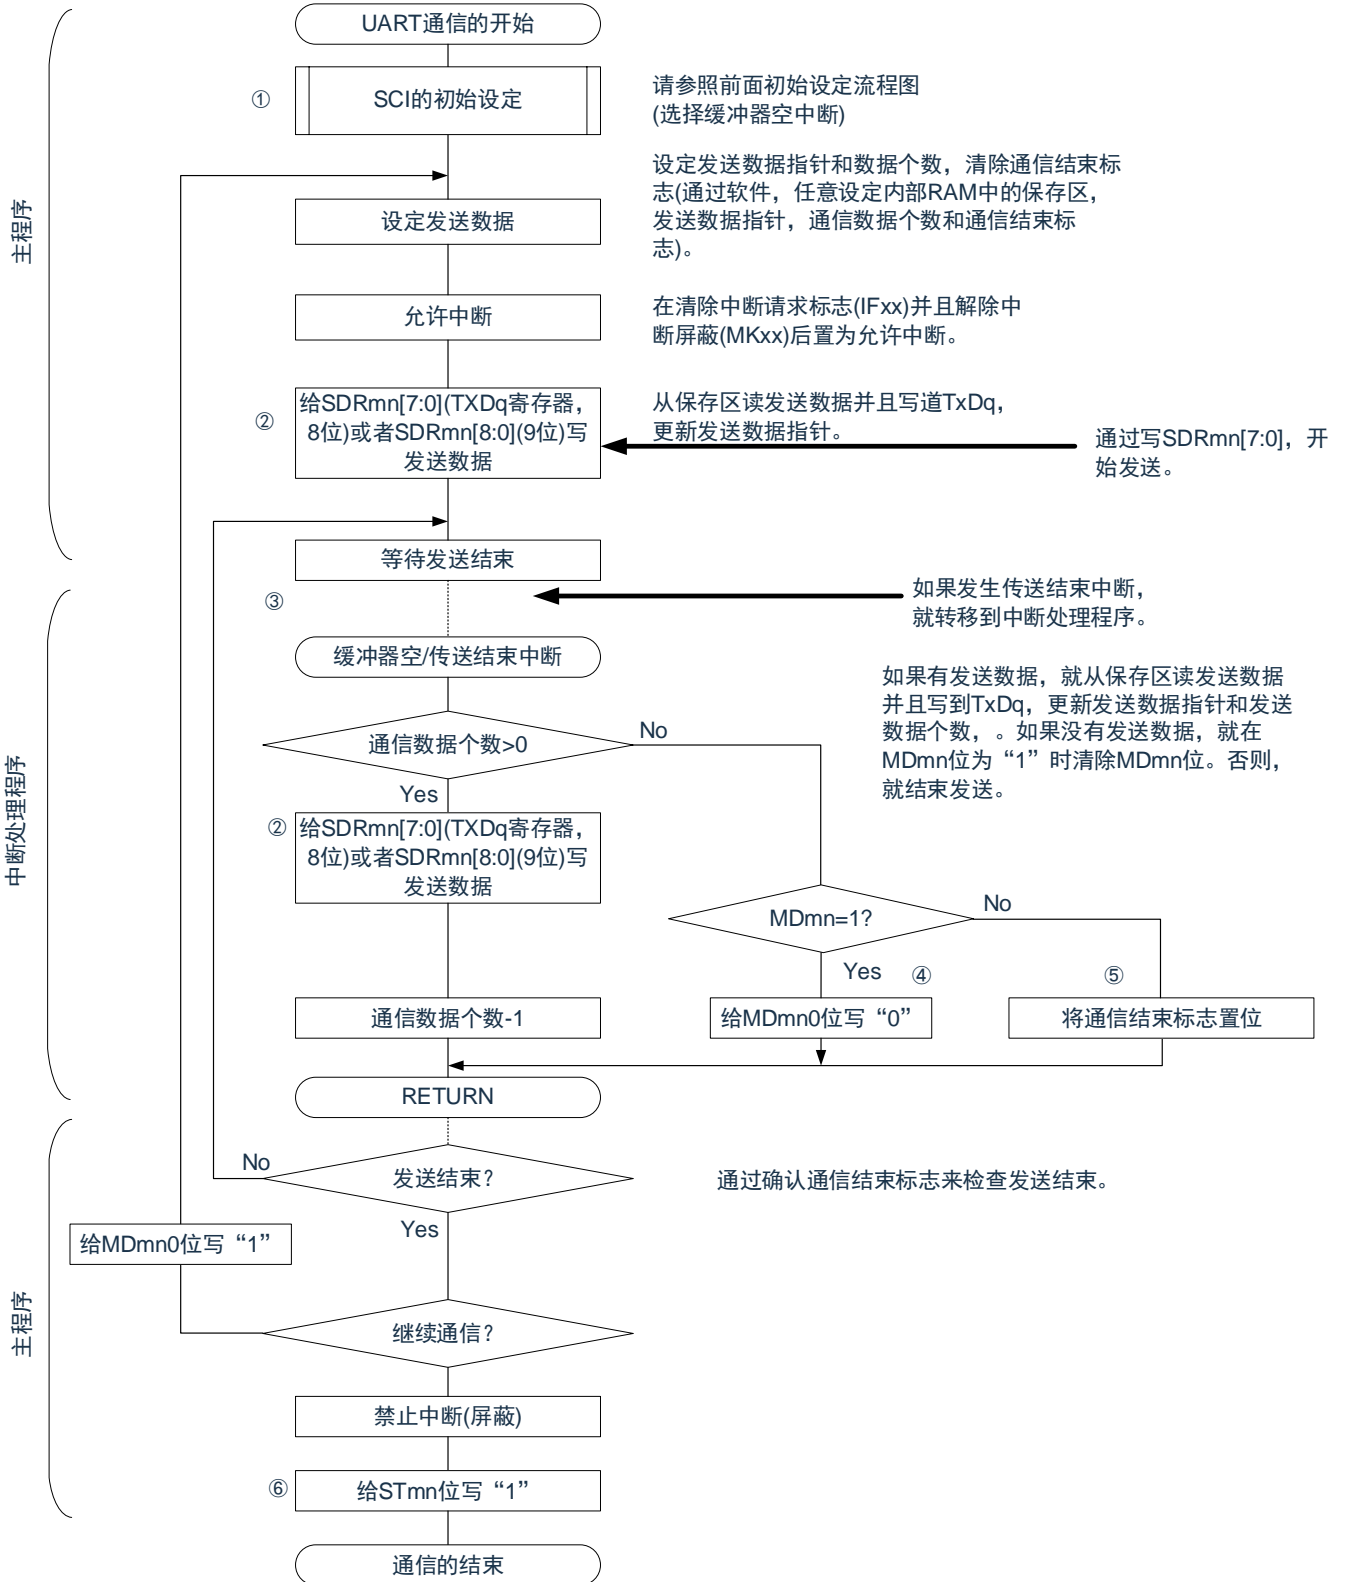 UART通信的开始
①
SCI的初始设定
请参照前面初始设定流程图
(选择缓冲器空中断)
主程序
设定发送数据
设定发送数据指针和数据个数，清除通信结束标
志(通过软件，任意设定内部RAM中的保存区，
发送数据指针，通信数据个数和通信结束标
志)。
允许中断
在清除中断请求标志(IFxx)并且解除中
断屏蔽(MKxx)后置为允许中断。
②
给SDRmn[7:0](TXDq寄存器，
8位)或者SDRmn[8:0](9位)写
发送数据
从保存区读发送数据并且写道TxDq，
更新发送数据指针。
通过写SDRmn[7:0]，开
始发送。
等待发送结束
③
如果发生传送结束中断，
就转移到中断处理程序。
缓冲器空/传送结束中断
中断处理程序
通信数据个数>0
No
如果有发送数据，就从保存区读发送数据
并且写到TxDq，更新发送数据指针和发送
数据个数，。如果没有发送数据，就在
MDmn位为“1”时清除MDmn位。否则，
就结束发送。
Yes
②
给SDRmn[7:0](TXDq寄存器，
8位)或者SDRmn[8:0](9位)写
发送数据
MDmn=1?
No
Yes
④
⑤
通信数据个数-1
给MDmn0位写“0”
将通信结束标志置位
RETURN
No
发送结束？
通过确认通信结束标志来检查发送结束。
Yes
给MDmn0位写“1”
主程序
继续通信？
禁止中断(屏蔽)
⑥
给STmn位写“1”
通信的结束